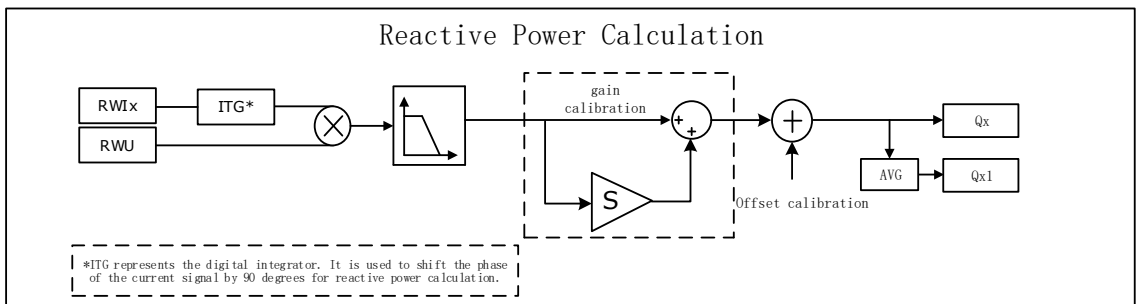 Reactive Power Calculation
gain
calibration
RWIx
ITG*
RWU
+
+
S
Qx
AVG
Qx1
Offset calibration
*ITG represents the digital integrator. It is used to shift the phase
of the current signal by 90 degrees for reactive power calculation.